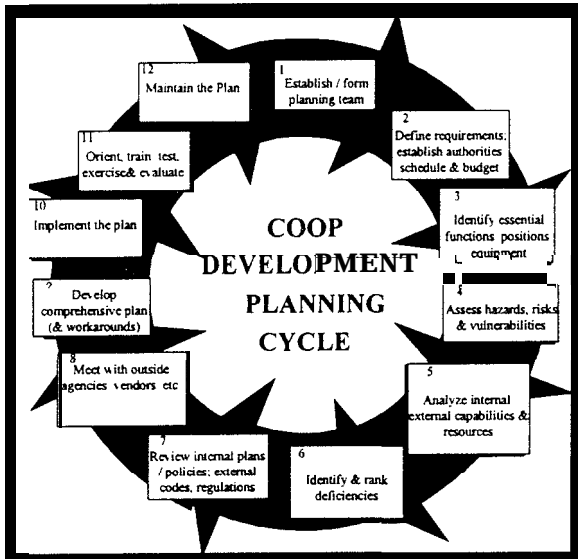 12
Maintain the Plan
1
Establish / form
planning team
2
Define requirements;
establish authorities
schedule & budget
3
Identify essential
functions positions
equipment
4
Assess hazards, risks
& vulnerabilities
5
Analyze internal
external capabilities &
resources
6
Identify & rank
deficiencies
7
Review internal plans
/ policies; external
codes, regulations
8
Meet with outside
agencies vendors etc
9
Develop
comprehensive plan
(& workarounds)
10
Implement the plan
11
Orient, train test,
exercise& evaluate
COOP
DEVELOPMENT
PLANNING
CYCLE